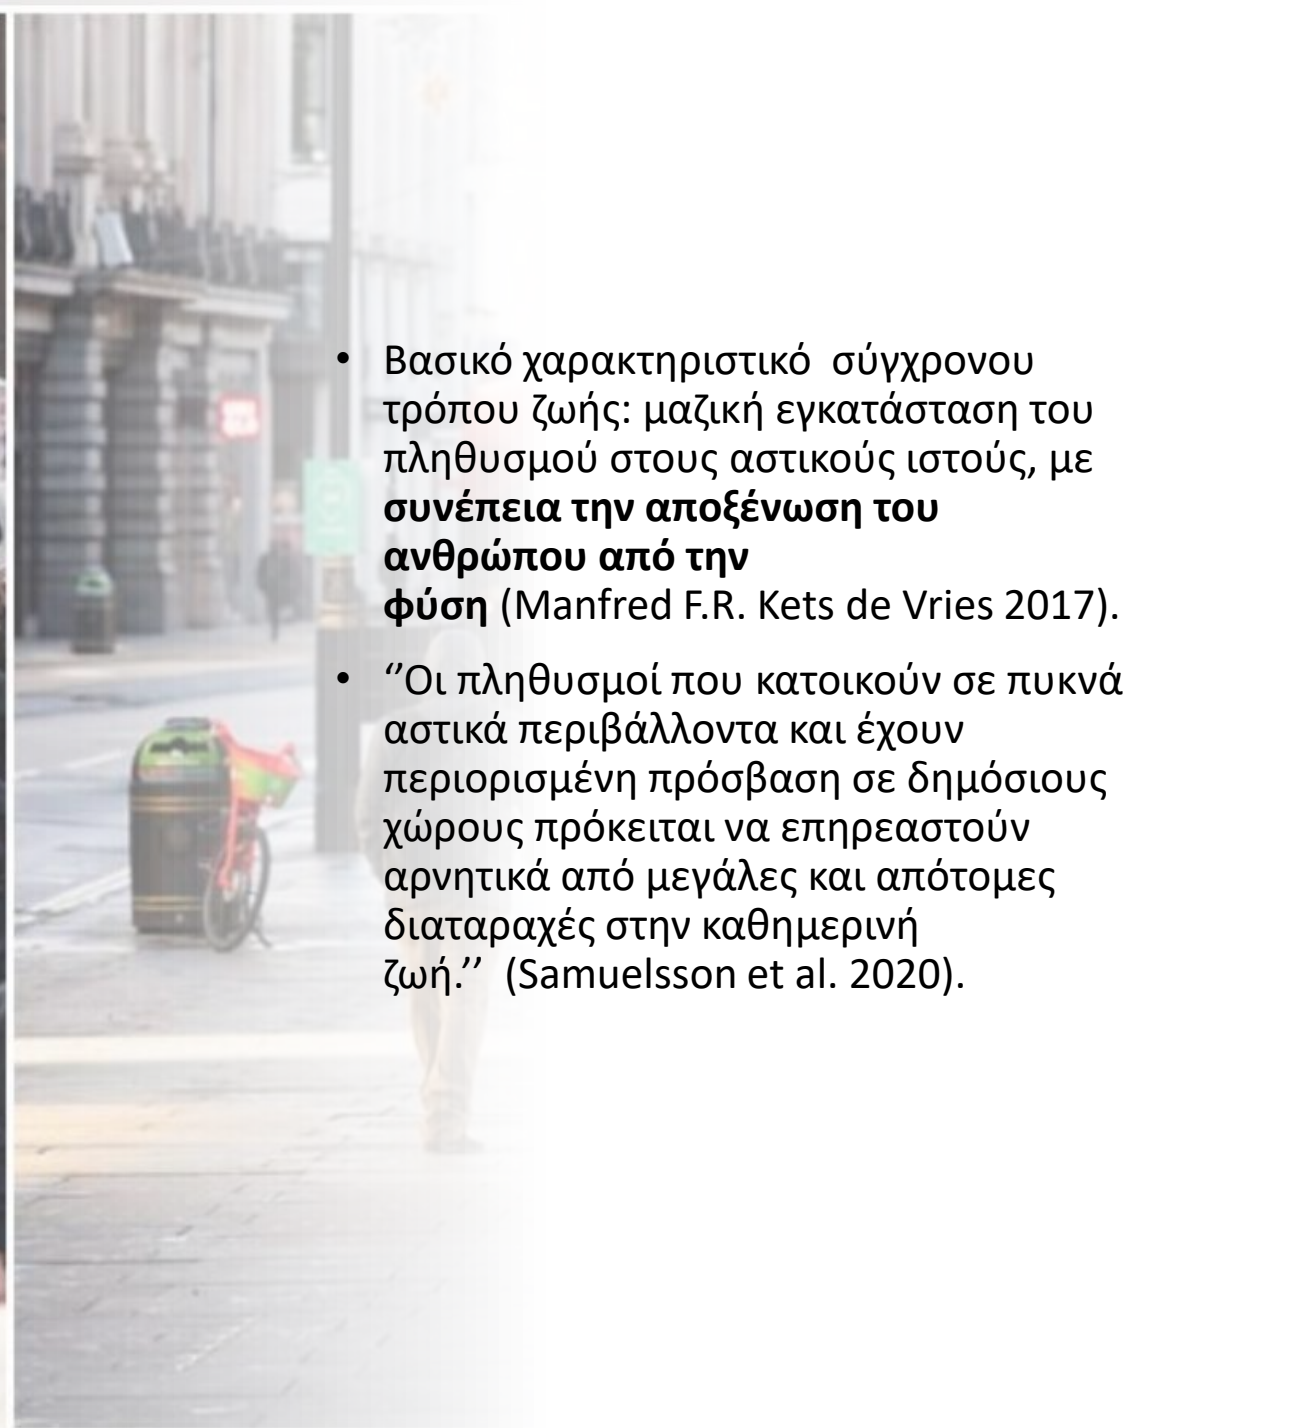 • Βασικό χαρακτηριστικό  σύγχρονου
τρόπου ζωής: μαζική εγκατάσταση του
πληθυσμού στους αστικούς ιστούς, με
συνέπεια την αποξένωση του
ανθρώπου από την
φύση (Manfred F.R. Kets de Vries 2017).
• ‘’Οι πληθυσμοί που κατοικούν σε πυκνά
αστικά περιβάλλοντα και έχουν
περιορισμένη πρόσβαση σε δημόσιους
χώρους πρόκειται να επηρεαστούν
αρνητικά από μεγάλες και απότομες
διαταραχές στην καθημερινή
ζωή.’’  (Samuelsson et al. 2020).